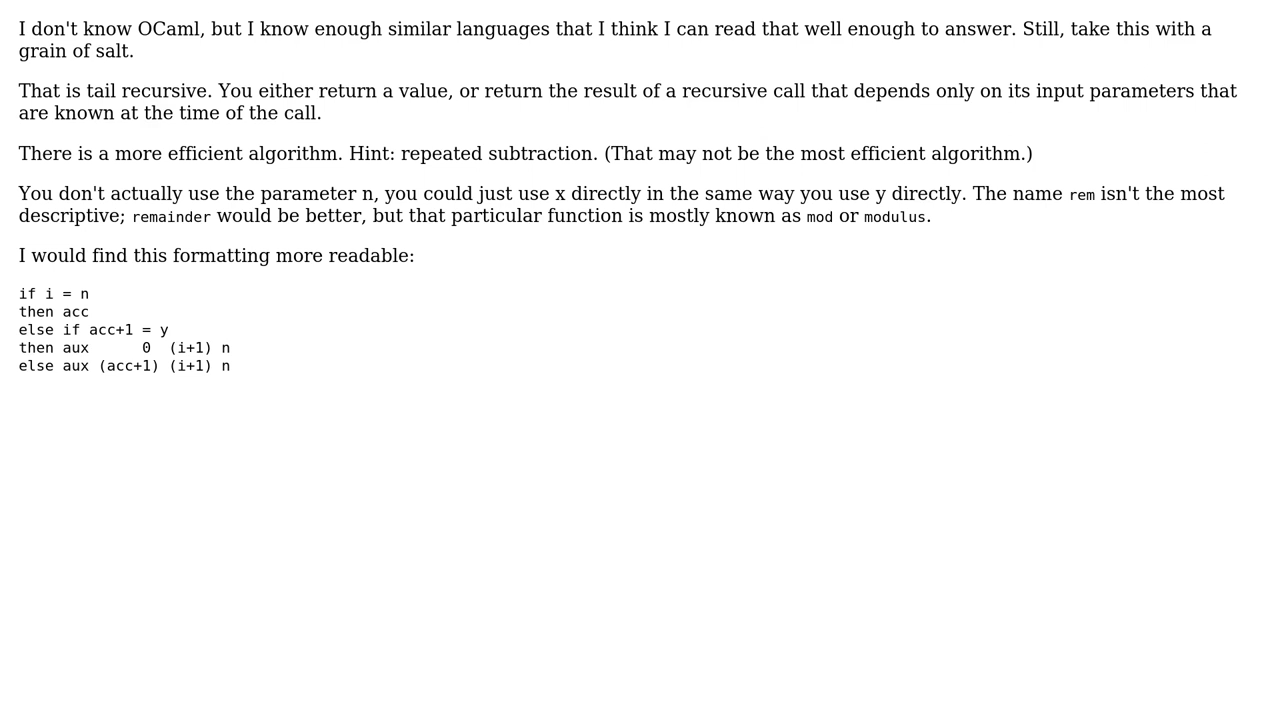 I don't know OCaml, but I know enough similar languages that I think I can read that well enough to answer. Still, take this with a
grain of salt.
That is tail recursive. You either return a value, or return the result of a recursive call that depends only on its input parameters that
are known at the time of the call.
There is a more efficient algorithm. Hint: repeated subtraction. (That may not be the most efficient algorithm.)
You don't actually use the parameter n, you could just use x directly in the same way you use y directly. The name rem isn't the most
descriptive; remainder would be better, but that particular function is mostly known as mod or modulus.
I would find this formatting more readable:
if i = n
then acc
else if acc+1 = y
then aux      0  (i+1) n
else aux (acc+1) (i+1) n